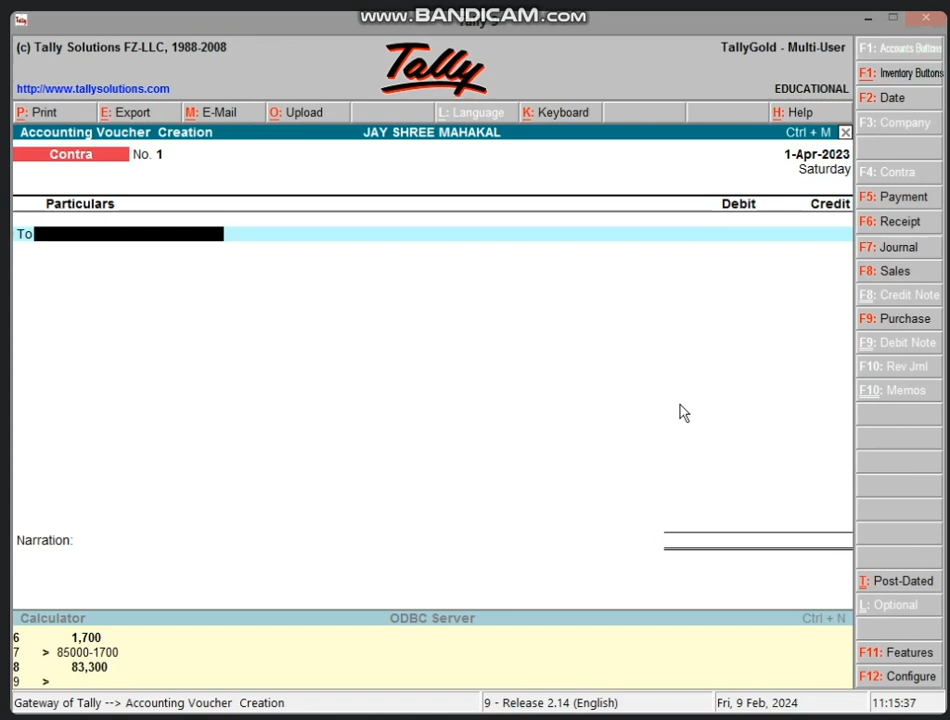 www.BANDICAM.com
(c) Tally Solutions FZ-LLC, 1988-2008
TallyGold - Multi-User
Tally
http://www.tallysolutions.com
EDUCATIONAL
P: Print E: Export M: E-Mail O: Upload L: Language K: Keyboard H: Help
Accounting Voucher Creation JAY SHREE MAHAKAL Ctrl + M
Contra No. 1 1-Apr-2023
Saturday
Particulars Debit Credit
To
Narration:
F1: Accounts Buttons
F1: Inventory Buttons
F2: Date
F3: Company
F4: Contra
F5: Payment
F6: Receipt
F7: Journal
F8: Sales
F8: Credit Note
F9: Purchase
F9: Debit Note
F10: Rev Jrnl
F10: Memos
T: Post-Dated
L: Optional
F11: Features
F12: Configure
Calculator ODBC Server Ctrl + N
6 1,700
7 > 85000-1700
8 83,300
9 >
Gateway of Tally --> Accounting Voucher Creation 9 - Release 2.14 (English) Fri, 9 Feb, 2024 11:15:37